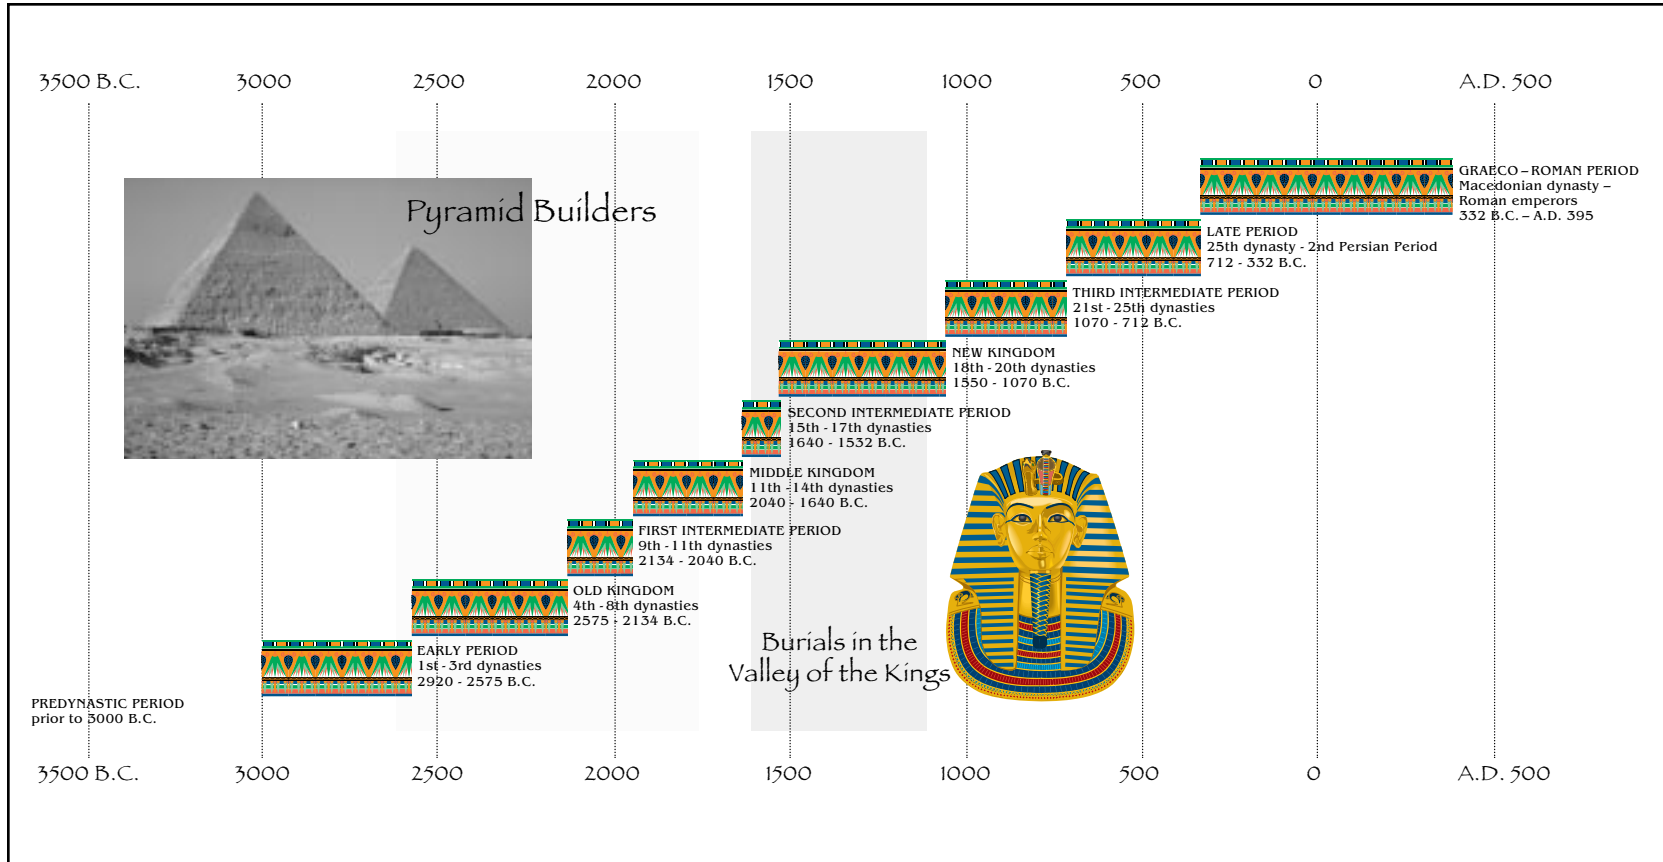 3500 B.C. 3000 2500 2000 1500 1000 500 0 A.D. 500
Pyramid Builders
GRAECO – ROMAN PERIOD
Macedonian dynasty –
Roman emperors
332 B.C. – A.D. 395
LATE PERIOD
25th dynasty - 2nd Persian Period
712 - 332 B.C.
THIRD INTERMEDIATE PERIOD
21st - 25th dynasties
1070 - 712 B.C.
NEW KINGDOM
18th - 20th dynasties
1550 - 1070 B.C.
SECOND INTERMEDIATE PERIOD
15th - 17th dynasties
1640 - 1532 B.C.
MIDDLE KINGDOM
11th - 14th dynasties
2040 - 1640 B.C.
FIRST INTERMEDIATE PERIOD
9th - 11th dynasties
2134 - 2040 B.C.
OLD KINGDOM
4th - 8th dynasties
2575 - 2134 B.C.
Burials in the
Valley of the Kings
EARLY PERIOD
1st - 3rd dynasties
2920 - 2575 B.C.
PREDYNASTIC PERIOD
prior to 3000 B.C.
3500 B.C. 3000 2500 2000 1500 1000 500 0 A.D. 500